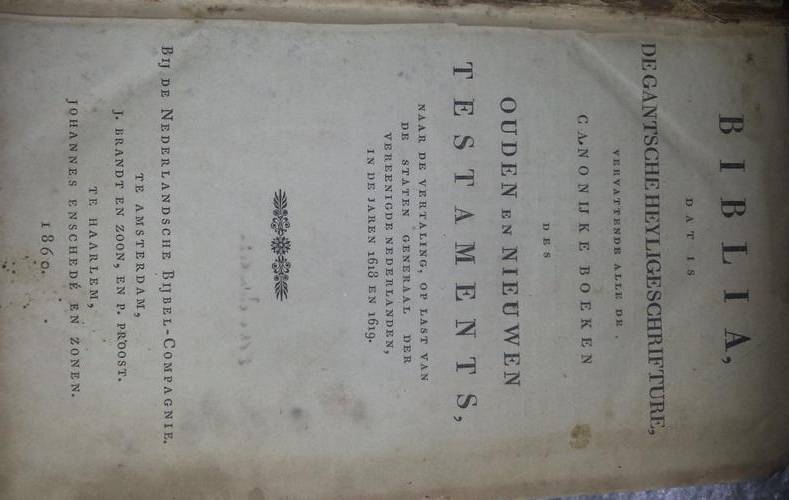 BIBLIA,
DAT IS
DE GANTSCHE HEYLIGE SCHRIFTURE,
VERVATTENDE ALLE DE
CANONIJKE BOEKEN
DES
OUDEN EN NIEUWEN
TESTAMENTS,
NAAR DE VERTALING, OP LAST VAN
DE STATEN GENERAAL DER
VEREENIGDE NEDERLANDEN,
IN DE JAREN 1618 EN 1619.
BIJ DE NEDERLANDSCHE BIJBEL-COMPAGNIE.
TE AMSTERDAM,
J. BRANDT EN ZOON, EN P. PROOST.
TE HAARLEM,
JOHANNES ENSCHEDÉ EN ZONEN.
1860.